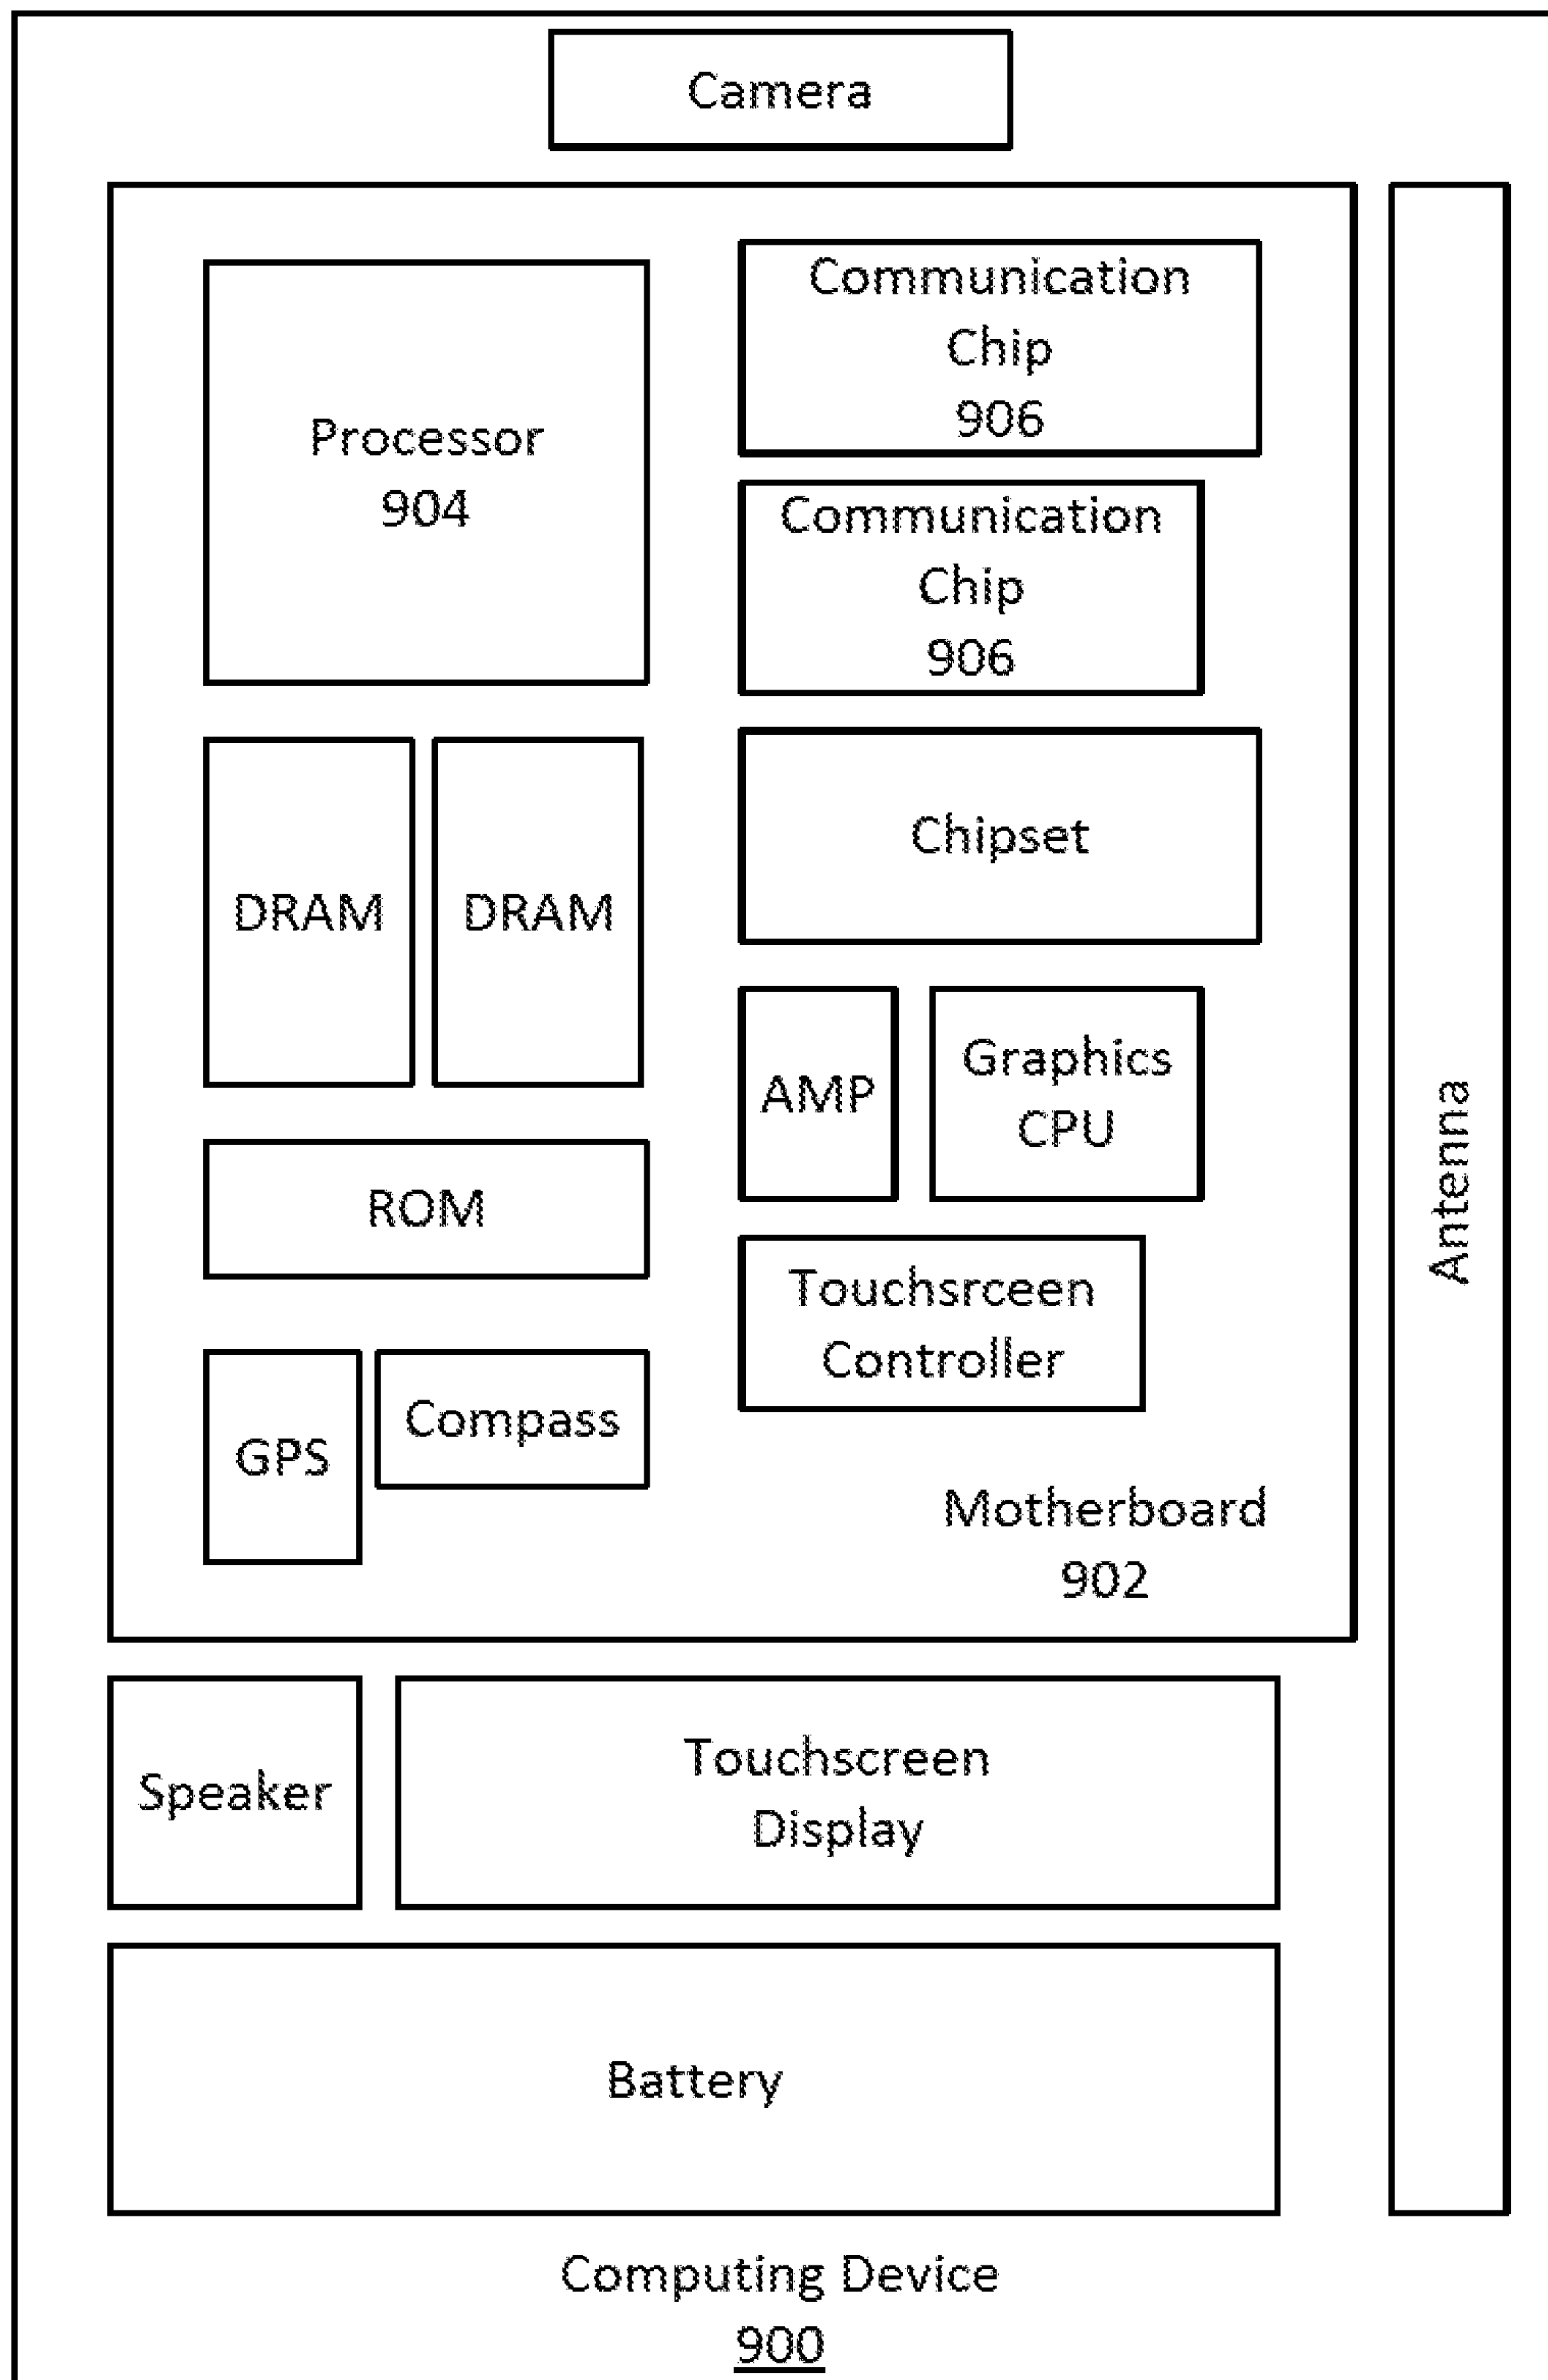 Camera
Processor
904
Communication
Chip
906
Communication
Chip
906
DRAM
DRAM
Chipset
AMP
Graphics
CPU
ROM
Touchsrceen
Controller
GPS
Compass
Motherboard
902
Antenna
Speaker
Touchscreen
Display
Battery
Computing Device
900